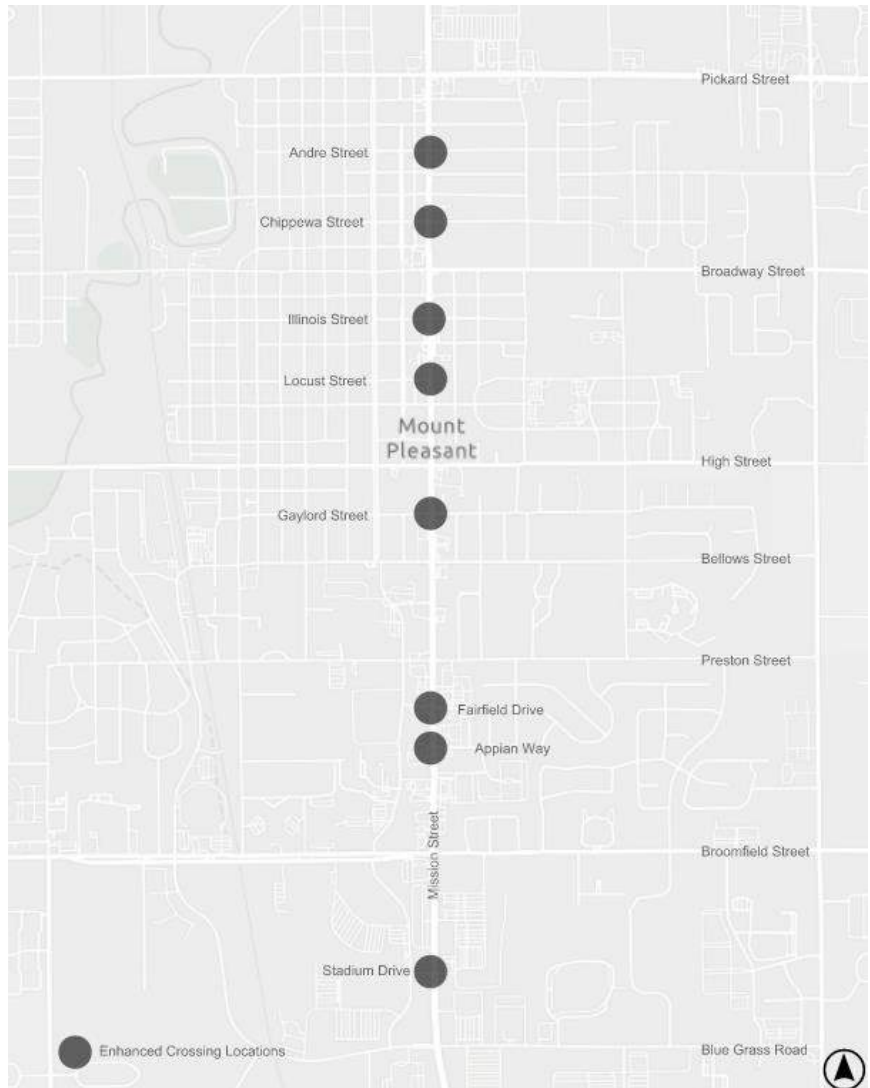 Pickard Street
Andre Street
Chippewa Street
Broadway Street
Illinois Street
Locust Street
Mount
Pleasant
High Street
Gaylord Street
Bellows Street
Preston Street
Fairfield Drive
Appian Way
Mission Street
Broomfield Street
Stadium Drive
Enhanced Crossing Locations
Blue Grass Road